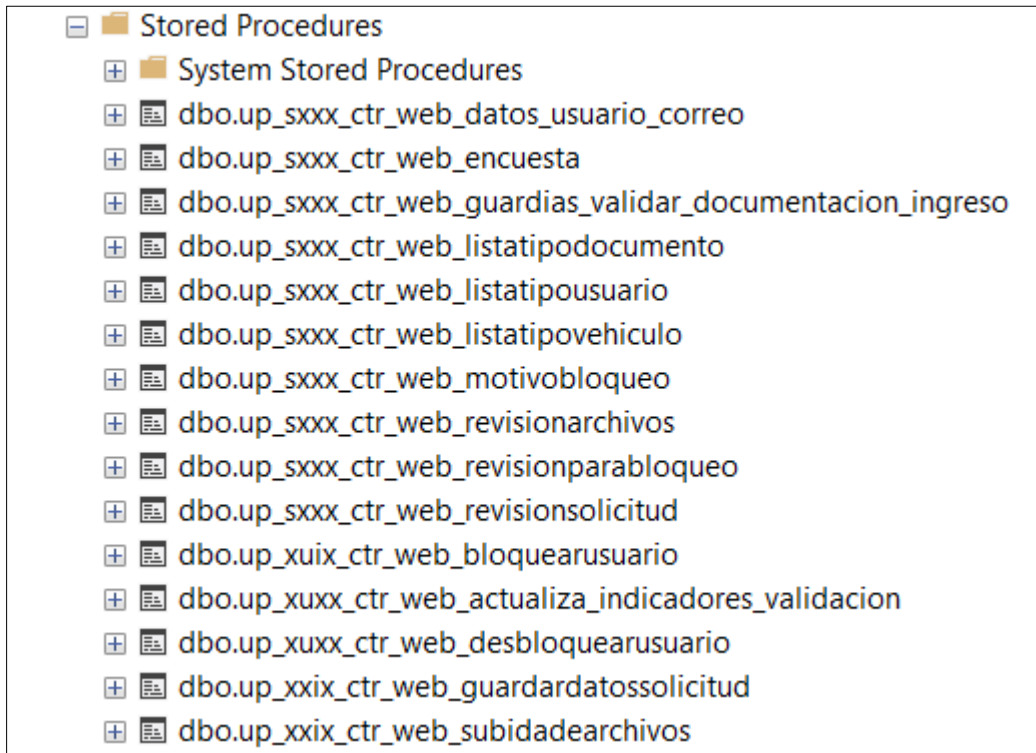 Stored Procedures
System Stored Procedures
dbo.up_sxxx_ctr_web_datos_usuario_correo
dbo.up_sxxx_ctr_web_encuesta
dbo.up_sxxx_ctr_web_guardias_validar_documentacion_ingreso
dbo.up_sxxx_ctr_web_listatipodocumento
dbo.up_sxxx_ctr_web_listatipousuario
dbo.up_sxxx_ctr_web_listatipovehiculo
dbo.up_sxxx_ctr_web_motivobloqueo
dbo.up_sxxx_ctr_web_revisionarchivos
dbo.up_sxxx_ctr_web_revisionparabloqueo
dbo.up_sxxx_ctr_web_revisionsolicitud
dbo.up_xuix_ctr_web_bloquearusuario
dbo.up_xuxx_ctr_web_actualiza_indicadores_validacion
dbo.up_xuxx_ctr_web_desbloquearusuario
dbo.up_xxix_ctr_web_guardardatossolicitud
dbo.up_xxix_ctr_web_subidadearchivos